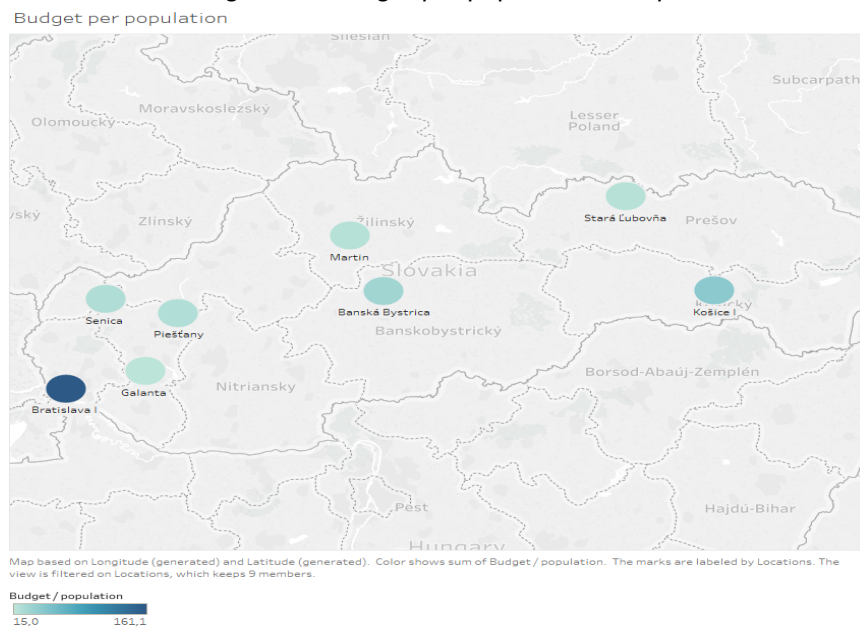 Budget per population
Silesian
Subcarpath
Moravskoslezský
Olomoucký
Lesser
Poland
vský
Zlínský
Žilinský
Stará Ľubovňa
Prešov
Martin
Slovakia
Senica
Banská Bystrica
Košice I
Piešťany
Banskobystrický
Galanta
Nitriansky
Borsod-Abaúj-Zemplén
Bratislava I
Pest
Hajdú-Bihar
Hungary
Map based on Longitude (generated) and Latitude (generated). Color shows sum of Budget / population. The marks are labeled by Locations. The
view is filtered on Locations, which keeps 9 members.
Budget / population
15,0 161,1